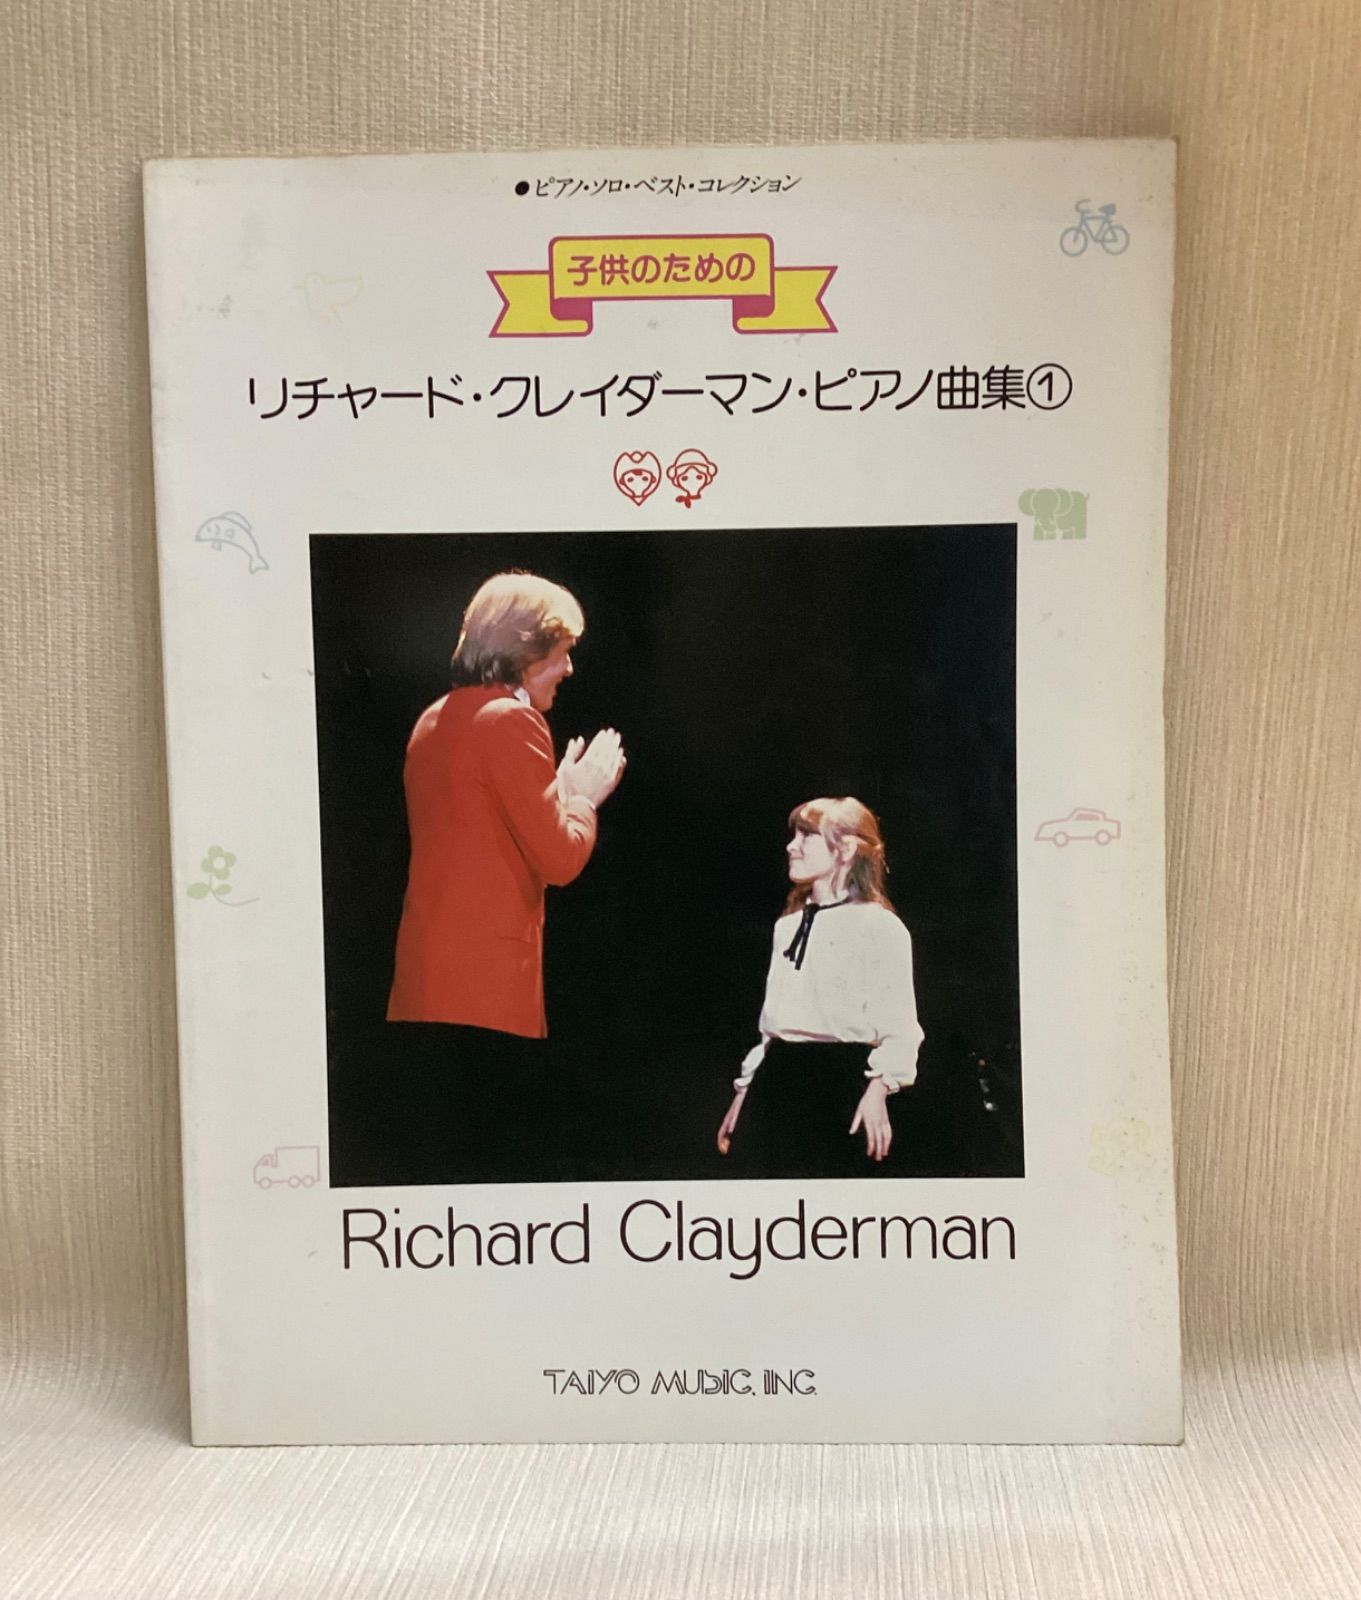 ●ピアノ・ソロ・ベスト・コレクション
子供のための
リチャード・クレイダーマン・ピアノ曲集①
Richard Clayderman
TAIYO MUSIC, INC.